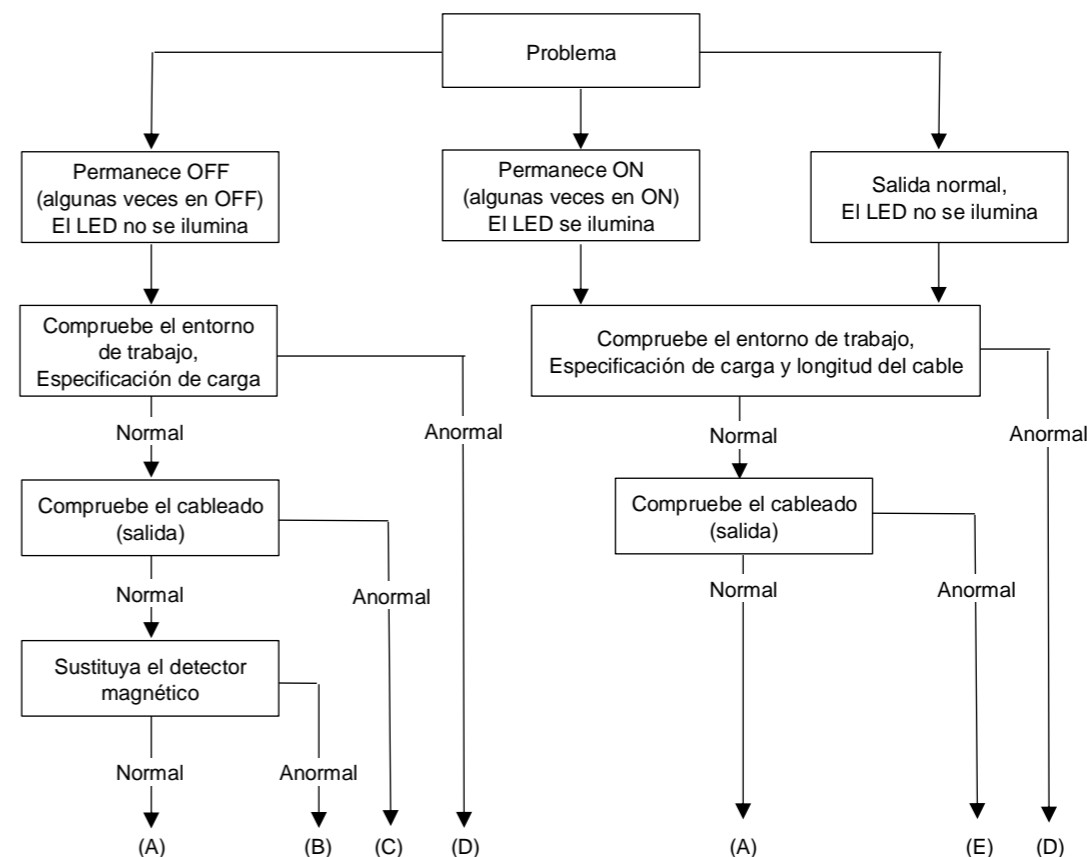 Problema
Permanece OFF
(algunas veces en OFF)
El LED no se ilumina
Permanece ON
(algunas veces en ON)
El LED se ilumina
Salida normal,
El LED no se ilumina
Compruebe el entorno
de trabajo,
Especificación de carga
Compruebe el entorno de trabajo,
Especificación de carga y longitud del cable
Normal
Anormal
Normal
Anormal
Compruebe el cableado
(salida)
Compruebe el cableado
(salida)
Normal
Anormal
Normal
Anormal
Sustituya el detector
magnético
Normal
Anormal
(A)
(B)
(C)
(D)
(A)
(E)
(D)